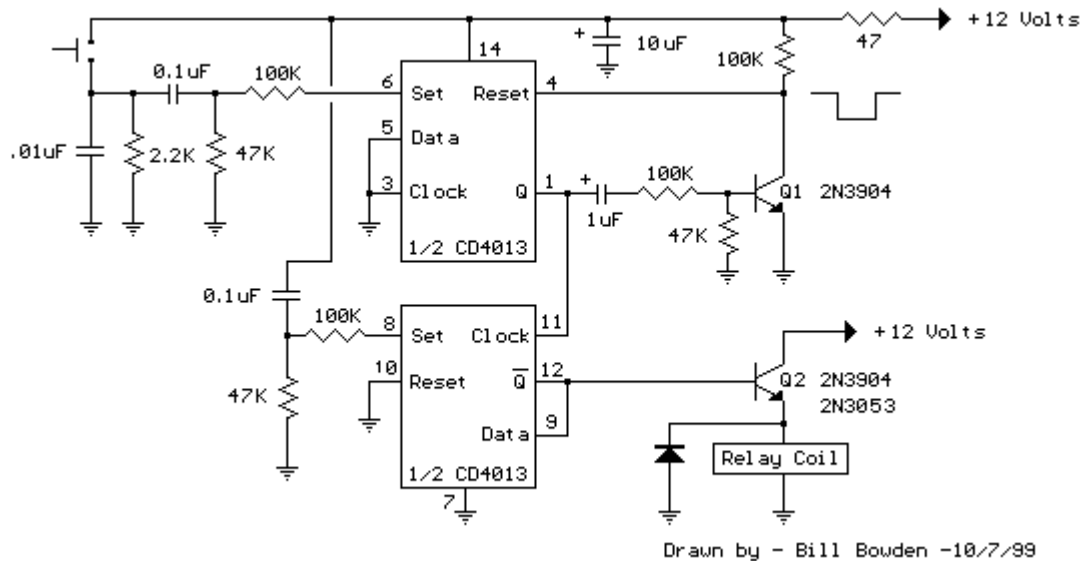 +12 Volts
14
+
10uF
47
100K
0.1uF
100K
6
Set
Reset
4
5
Data
.01uF
2.2K
47K
3
Clock
Q
1
+
1uF
100K
47K
Q1
2N3904
1/2 CD4013
0.1uF
100K
8
Set
Clock
11
10
Reset
Q̅
12
47K
Data
9
1/2 CD4013
7
+12 Volts
Q2
2N3904
2N3053
Relay Coil
Drawn by - Bill Bowden -10/7/99